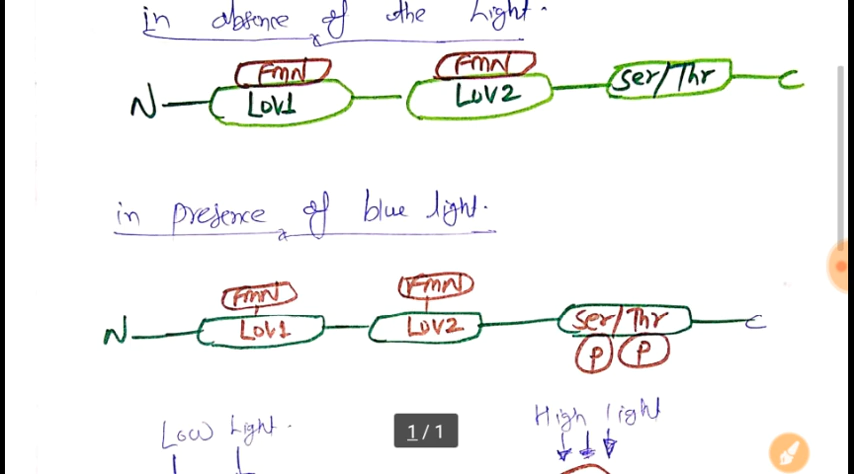 in absence of the Light.
FMN FMN
N LOV1 LOV2 Ser/Thr C
in presence of blue light.
FMN FMN
N LOV1 LOV2 Ser/Thr C
P P
Low Light. High light
1/1